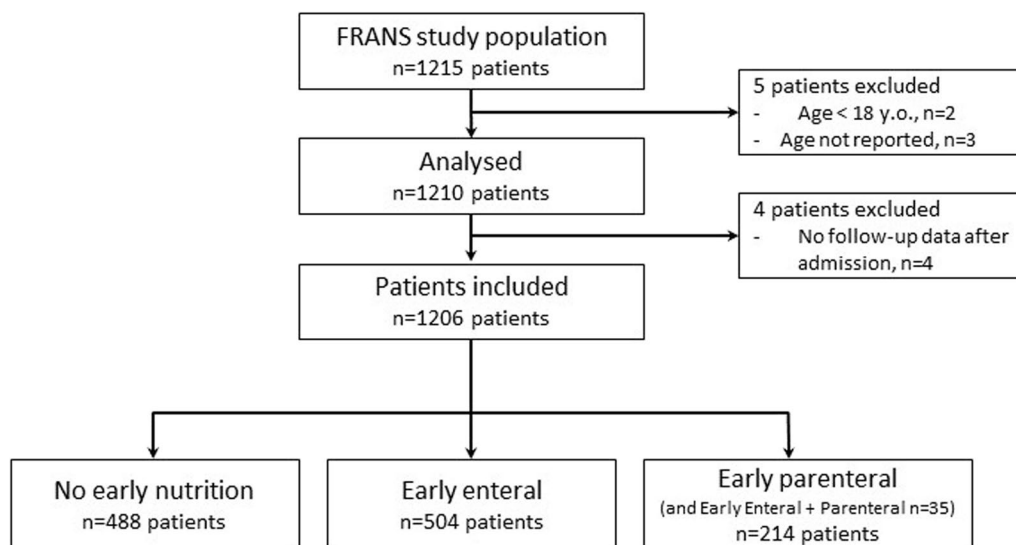 FRANS study population
n=1215 patients
5 patients excluded
- Age < 18 y.o., n=2
- Age not reported, n=3
Analysed
n=1210 patients
4 patients excluded
- No follow-up data after
admission, n=4
Patients included
n=1206 patients
No early nutrition
n=488 patients
Early enteral
n=504 patients
Early parenteral
(and Early Enteral + Parenteral n=35)
n=214 patients